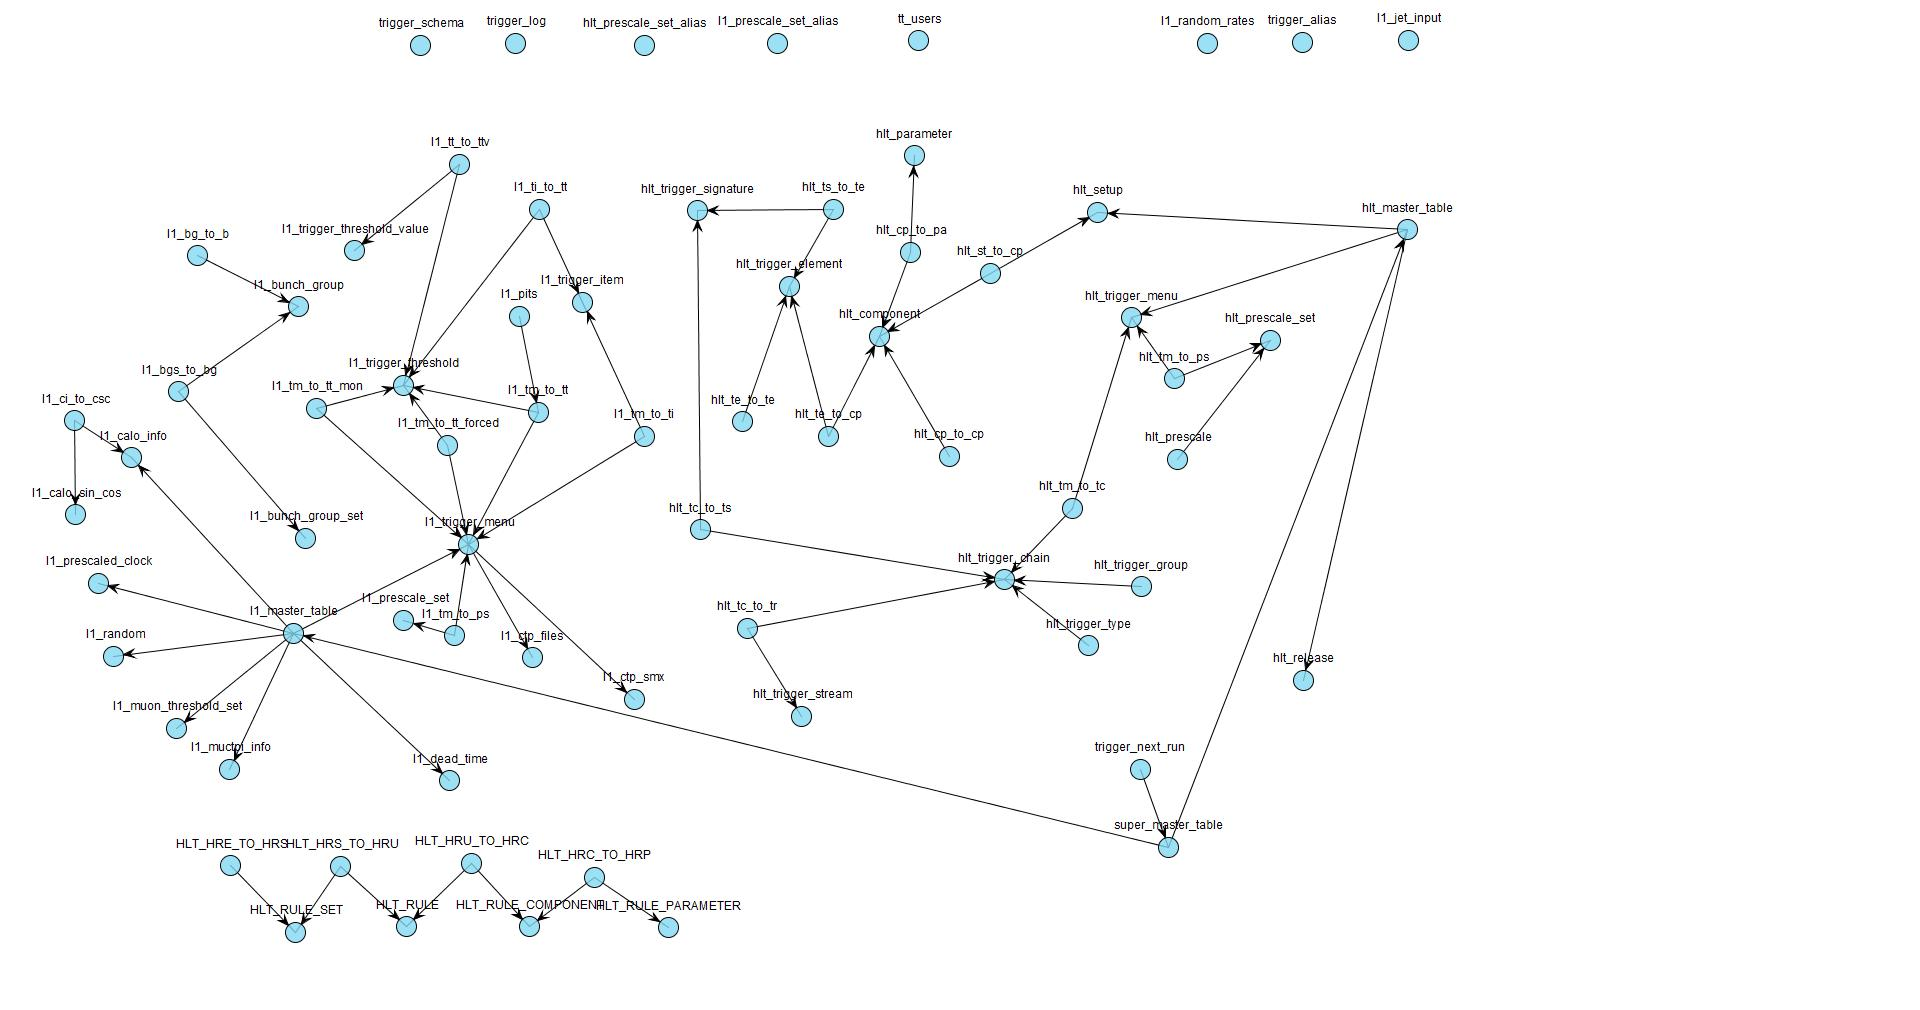 trigger_schema
trigger_log
hlt_prescale_set_alias
l1_prescale_set_alias
tt_users
l1_random_rates
trigger_alias
l1_jet_input
hlt_parameter
l1_tt_to_ttv
l1_ti_to_tt
hlt_trigger_signature
hlt_ts_to_te
hlt_setup
hlt_master_table
l1_bg_to_b
l1_trigger_threshold_value
hlt_cp_to_pa
hlt_st_to_cp
hlt_trigger_element
l1_bunch_group
l1_trigger_item
l1_pits
hlt_trigger_menu
hlt_component
hlt_prescale_set
l1_bgs_to_bg
l1_trigger_threshold
hlt_tm_to_ps
l1_tm_to_tt_mon
l1_tm_to_tt
l1_ci_to_csc
hlt_te_to_te
l1_tm_to_tt_forced
l1_tm_to_ti
hlt_te_to_cp
l1_calo_info
hlt_cp_to_cp
hlt_prescale
l1_calo_sin_cos
hlt_tm_to_tc
l1_bunch_group_set
l1_trigger_menu
hlt_tc_to_ts
l1_prescaled_clock
hlt_trigger_chain
hlt_trigger_group
l1_master_table
l1_prescale_set
l1_tm_to_ps
hlt_tc_to_tr
l1_random
l1_ctp_files
hlt_trigger_type
hlt_release
l1_ctp_smx
hlt_trigger_stream
l1_muon_threshold_set
l1_muctpi_info
l1_dead_time
trigger_next_run
super_master_table
HLT_HRE_TO_HRS
HLT_HRS_TO_HRU
HLT_HRU_TO_HRC
HLT_HRC_TO_HRP
HLT_RULE_SET
HLT_RULE
HLT_RULE_COMPONENT
HLT_RULE_PARAMETER